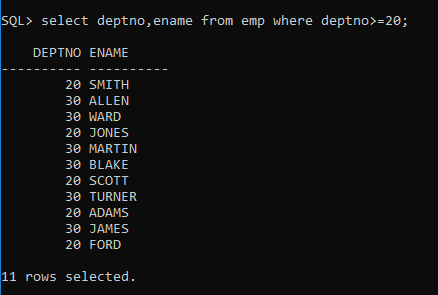 SQL> select deptno,ename from emp where deptno>=20;
DEPTNO ENAME
---------- ----------
20 SMITH
30 ALLEN
30 WARD
20 JONES
30 MARTIN
30 BLAKE
20 SCOTT
30 TURNER
20 ADAMS
30 JAMES
20 FORD
11 rows selected.